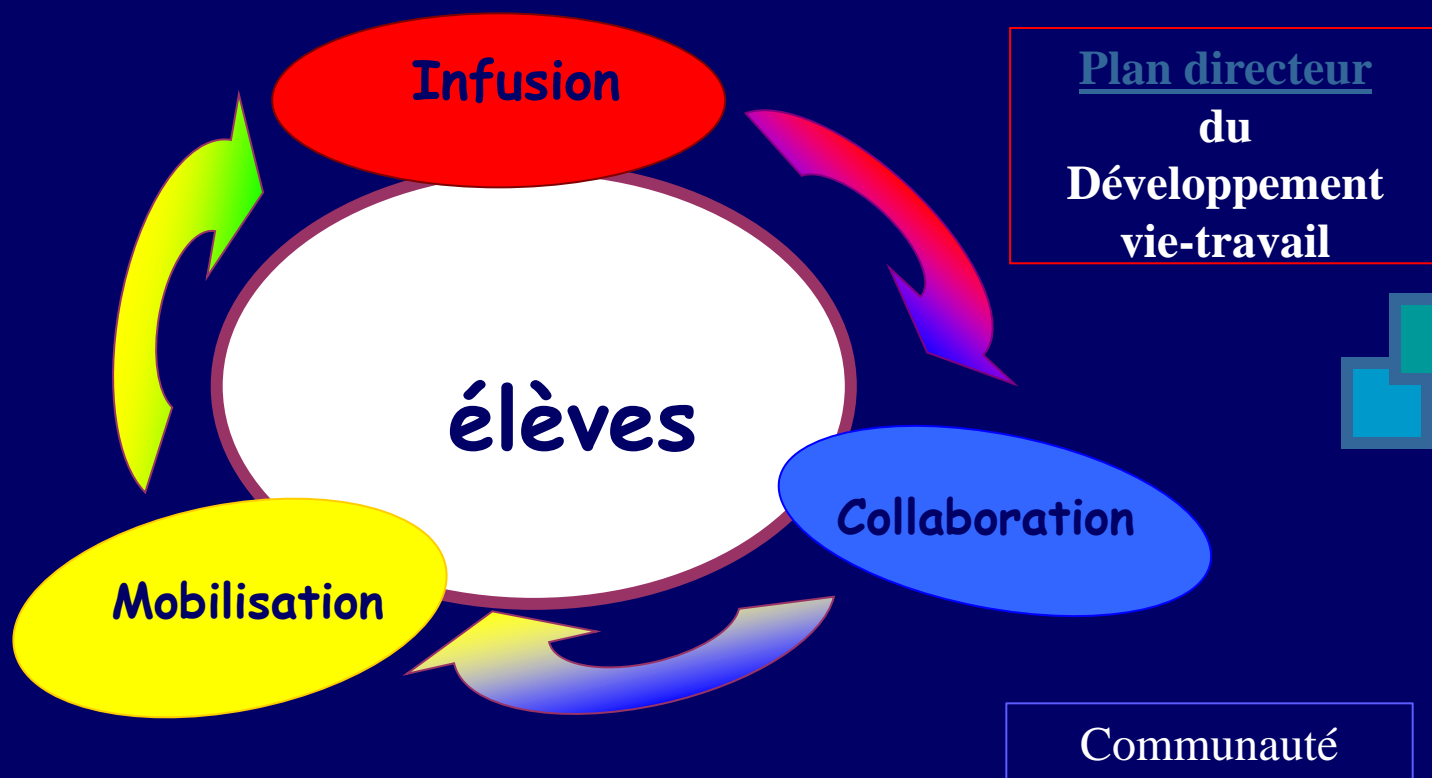 Infusion
Plan directeur
du
Développement
vie-travail
élèves
Collaboration
Mobilisation
Communauté